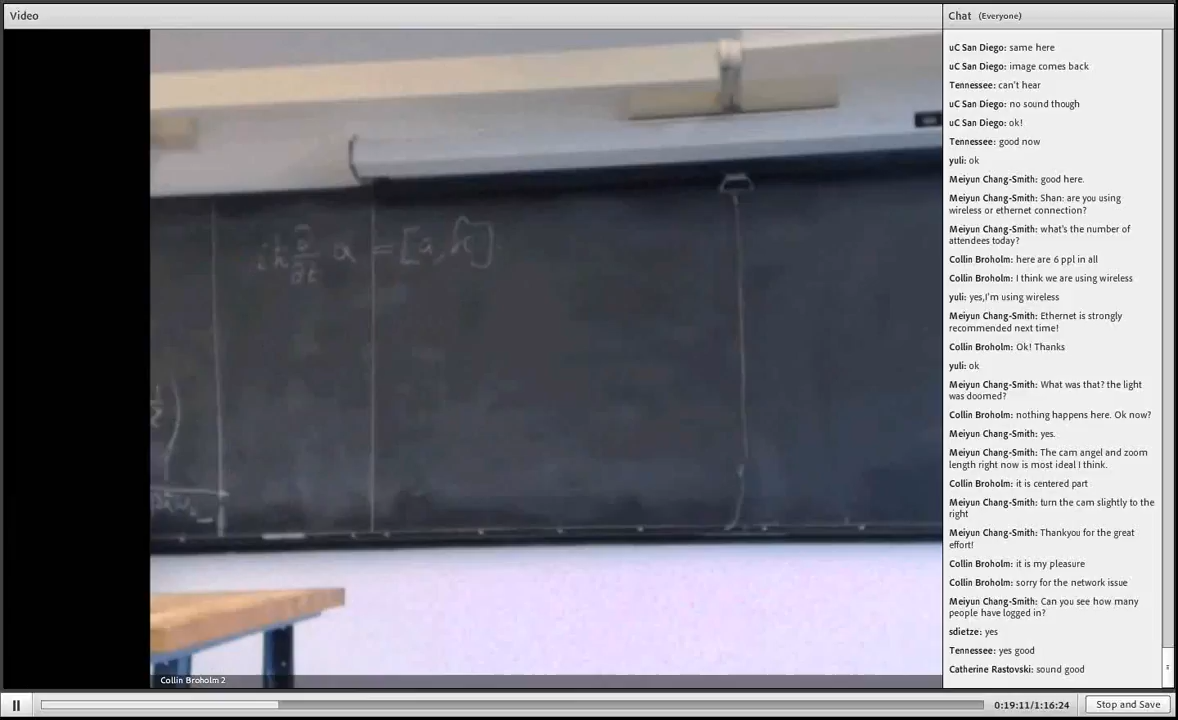 Video
iħ ∂/∂t a = [a, ĥ]
Collin Broholm 2
0:19:11/1:16:24
Stop and Save
Chat (Everyone)
uC San Diego: same here
uC San Diego: image comes back
Tennessee: can't hear
uC San Diego: no sound though
uC San Diego: ok!
Tennessee: good now
yuli: ok
Meiyun Chang-Smith: good here.
Meiyun Chang-Smith: Shan: are you using
wireless or ethernet connection?
Meiyun Chang-Smith: what's the number of
attendees today?
Collin Broholm: here are 6 ppl in all
Collin Broholm: I think we are using wireless
yuli: yes,I'm using wireless
Meiyun Chang-Smith: Ethernet is strongly
recommended next time!
Collin Broholm: Ok! Thanks
yuli: ok
Meiyun Chang-Smith: What was that? the light
was doomed?
Collin Broholm: nothing happens here. Ok now?
Meiyun Chang-Smith: yes.
Meiyun Chang-Smith: The cam angel and zoom
length right now is most ideal I think.
Collin Broholm: it is centered part
Meiyun Chang-Smith: turn the cam slightly to the
right
Meiyun Chang-Smith: Thankyou for the great
effort!
Collin Broholm: it is my pleasure
Collin Broholm: sorry for the network issue
Meiyun Chang-Smith: Can you see how many
people have logged in?
sdietze: yes
Tennessee: yes good
Catherine Rastovski: sound good